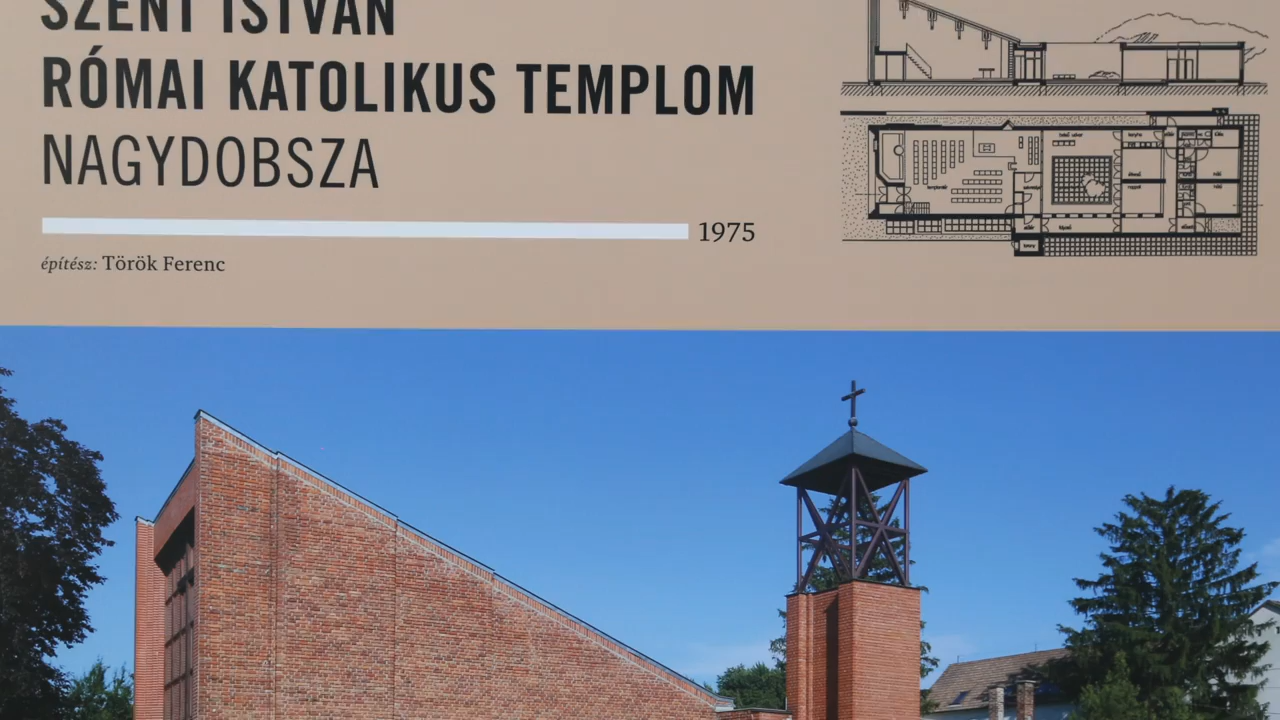 SZENT ISTVÁN
RÓMAI KATOLIKUS TEMPLOM
NAGYDOBSZA
1975
építész: Török Ferenc